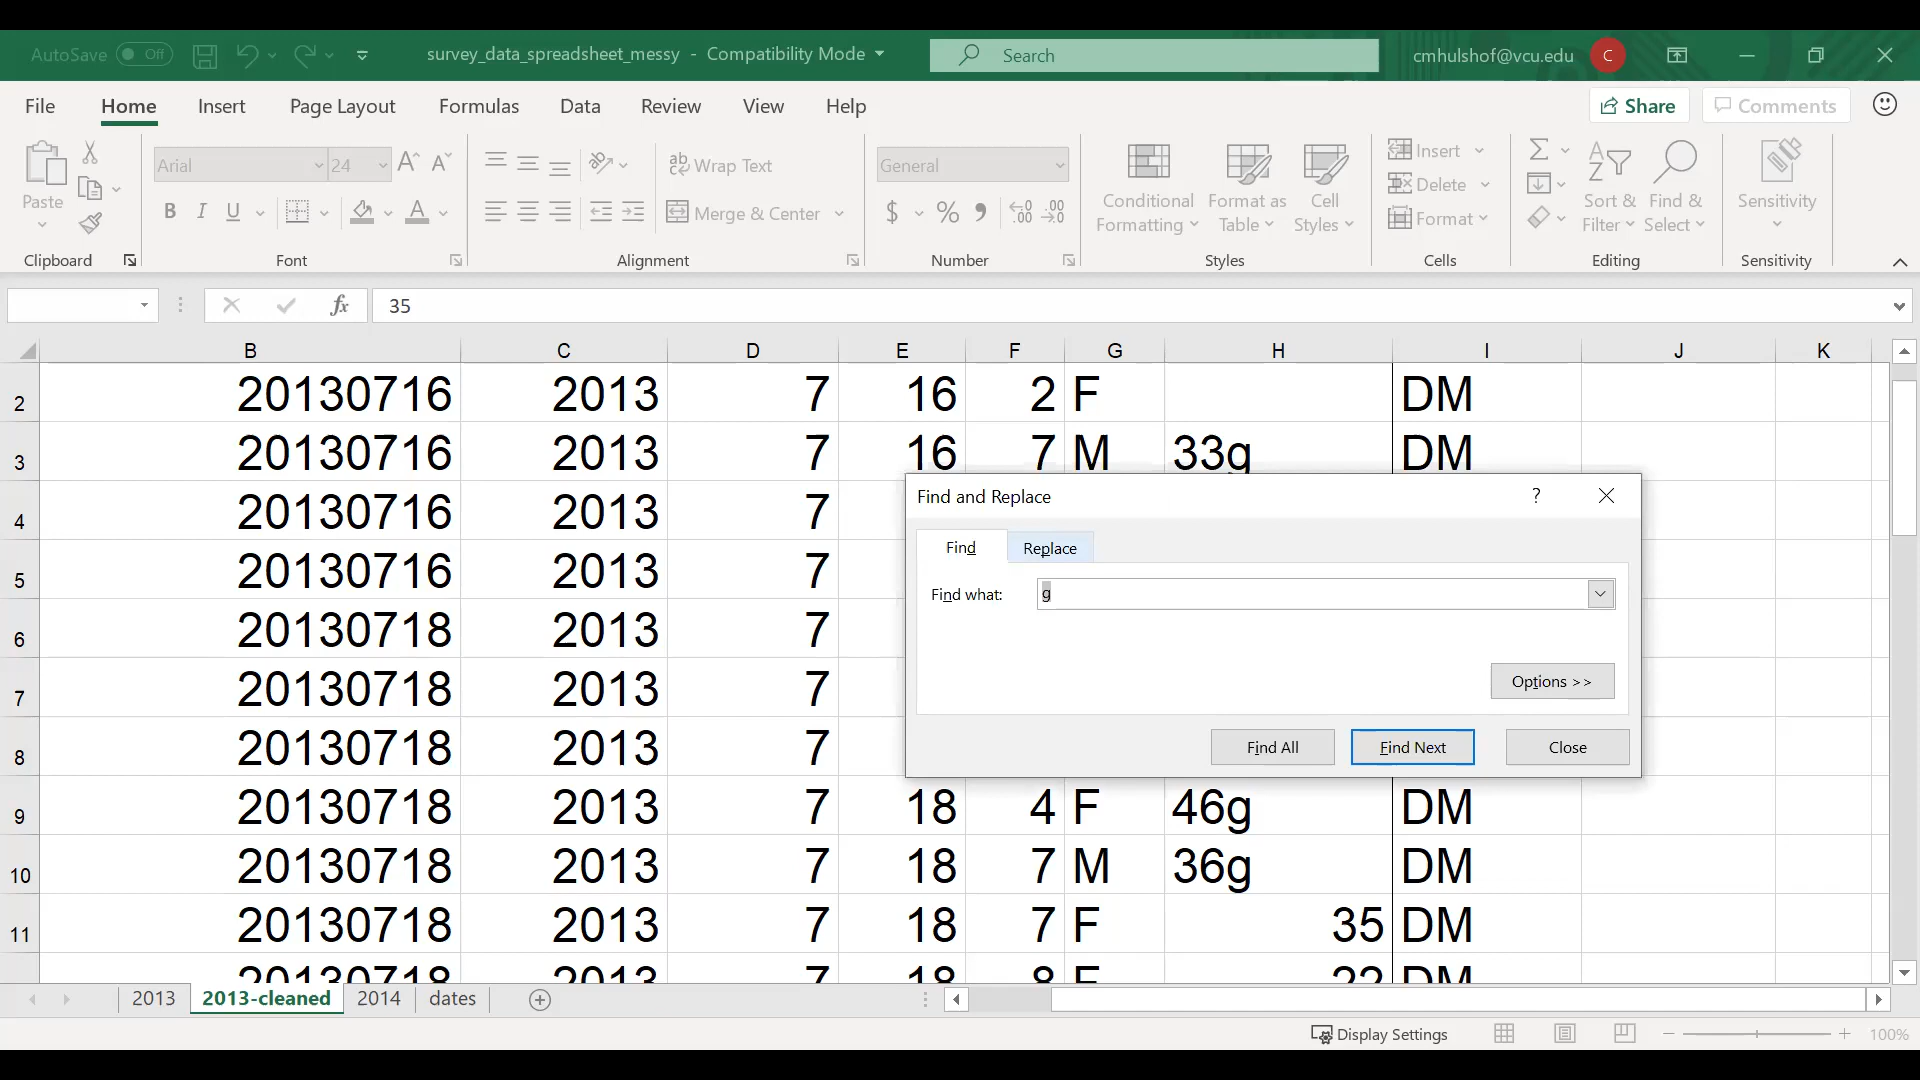 AutoSave Off survey_data_spreadsheet_messy - Compatibility Mode Search cmhulshof@vcu.edu C
File Home Insert Page Layout Formulas Data Review View Help Share Comments
Paste
Arial 24
B I U
Wrap Text
Merge & Center
General
$ %
Conditional Formatting
Format as Table
Cell Styles
Insert
Delete
Format
Sort & Filter
Find & Select
Sensitivity
Clipboard Font Alignment Number Styles Cells Editing Sensitivity
fx 35
B C D E F G H I J K
2 20130716 2013 7 16 2 F DM
3 20130716 2013 7 16 7 M 33g DM
4 20130716 2013 7
5 20130716 2013 7
6 20130718 2013 7
7 20130718 2013 7
8 20130718 2013 7
9 20130718 2013 7 18 4 F 46g DM
10 20130718 2013 7 18 7 M 36g DM
11 20130718 2013 7 18 7 F 35 DM
20130718 2013 7 18 8 F 22 DM
Find and Replace ?
Find Replace
Find what: g
Options >>
Find All Find Next Close
2013 2013-cleaned 2014 dates
Display Settings 100%